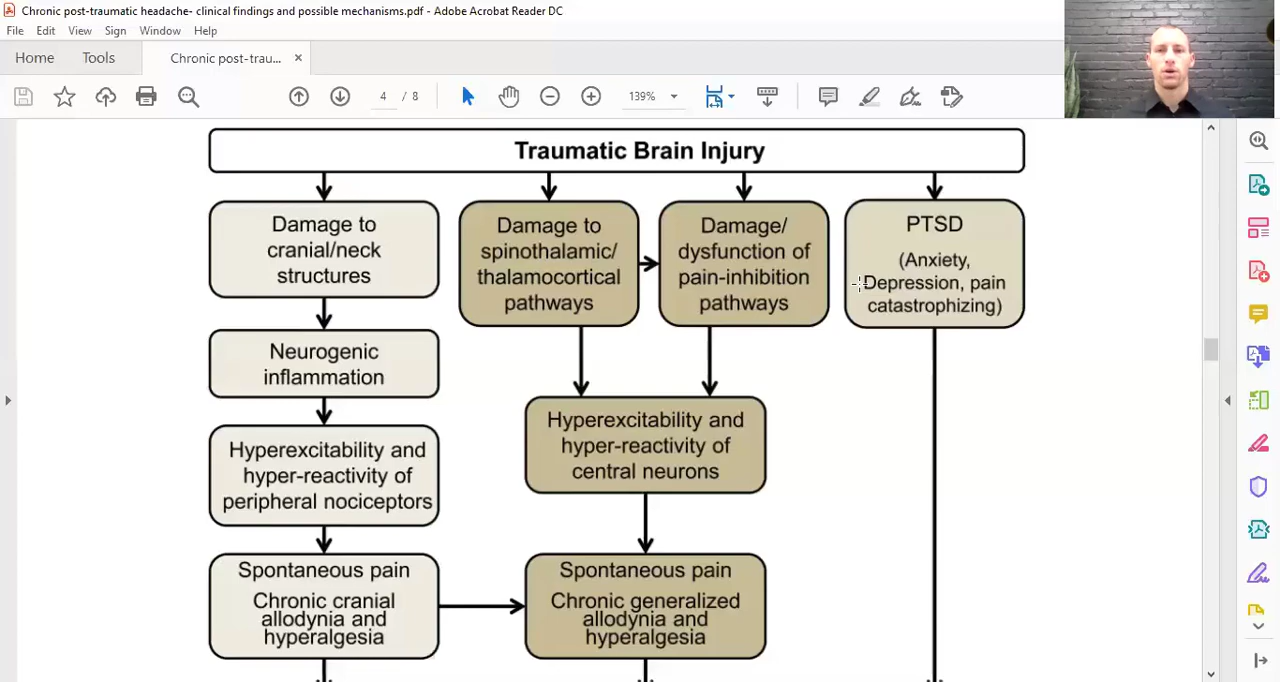 Chronic post-traumatic headache- clinical findings and possible mechanisms.pdf - Adobe Acrobat Reader DC
File Edit View Sign Window Help
Home Tools Chronic post-trau... ×
4 / 8 139%
Traumatic Brain Injury
Damage to
cranial/neck
structures
Damage to
spinothalamic/
thalamocortical
pathways
Damage/
dysfunction of
pain-inhibition
pathways
PTSD
(Anxiety,
Depression, pain
catastrophizing)
Neurogenic
inflammation
Hyperexcitability and
hyper-reactivity of
peripheral nociceptors
Hyperexcitability and
hyper-reactivity of
central neurons
Spontaneous pain
Chronic cranial
allodynia and
hyperalgesia
Spontaneous pain
Chronic generalized
allodynia and
hyperalgesia